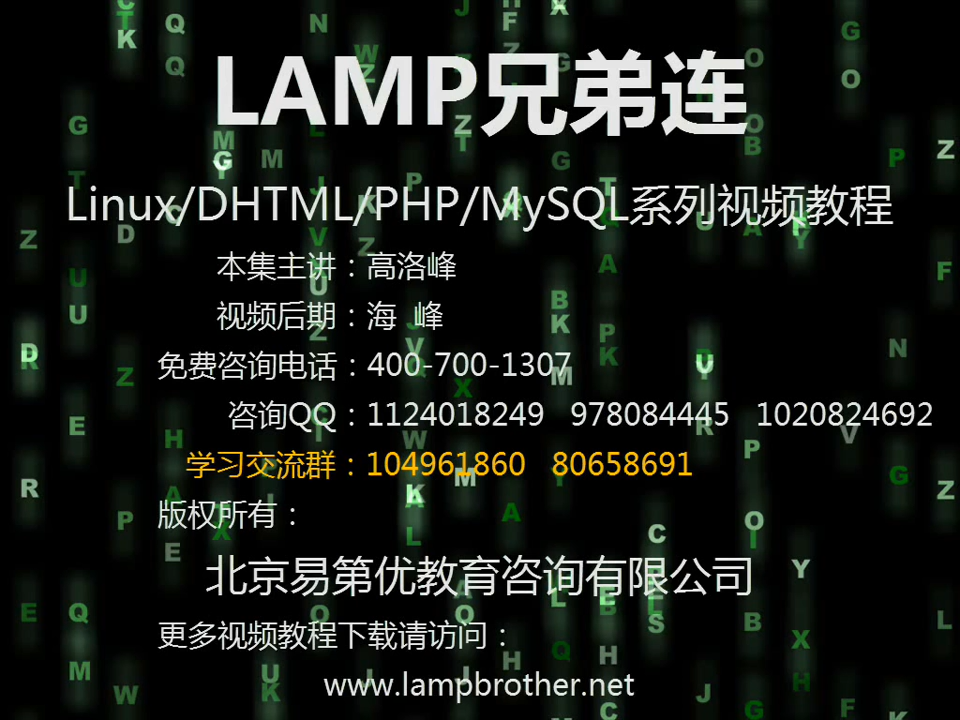 LAMP兄弟连
Linux/DHTML/PHP/MySQL系列视频教程
本集主讲：高洛峰
视频后期：海 峰
免费咨询电话：400-700-1307
咨询QQ：1124018249 978084445 1020824692
学习交流群：104961860 80658691
版权所有：
北京易第优教育咨询有限公司
更多视频教程下载请访问：
www.lampbrother.net